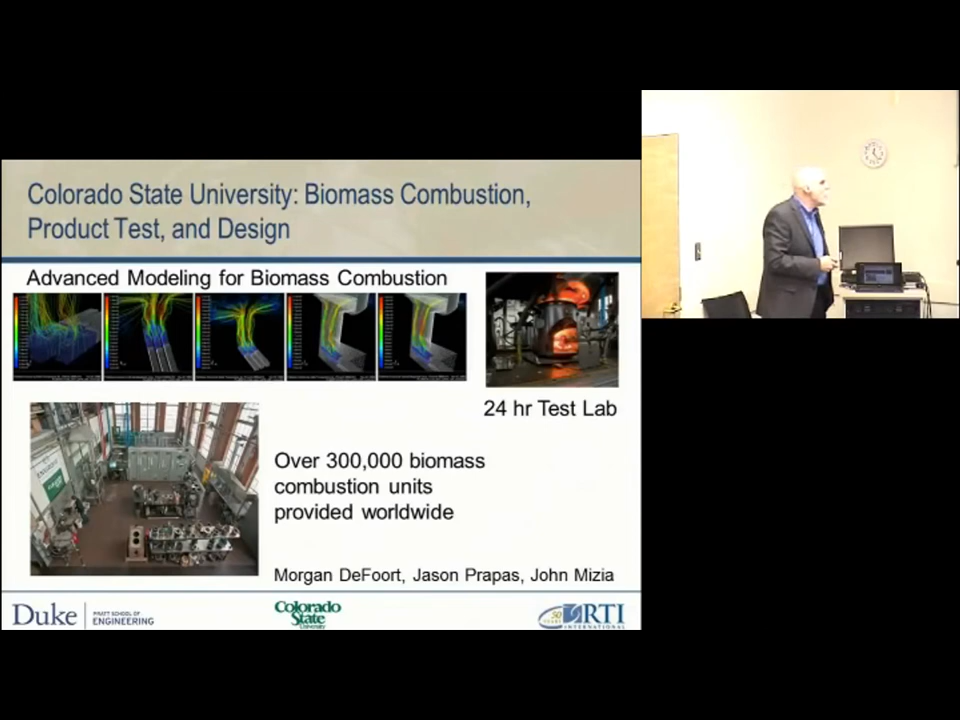 Colorado State University: Biomass Combustion,
Product Test, and Design
Advanced Modeling for Biomass Combustion
24 hr Test Lab
Over 300,000 biomass
combustion units
provided worldwide
Morgan DeFoort, Jason Prapas, John Mizia
Duke
PRATT SCHOOL OF
ENGINEERING
Colorado
State
University
50
YEARS
RTI
INTERNATIONAL